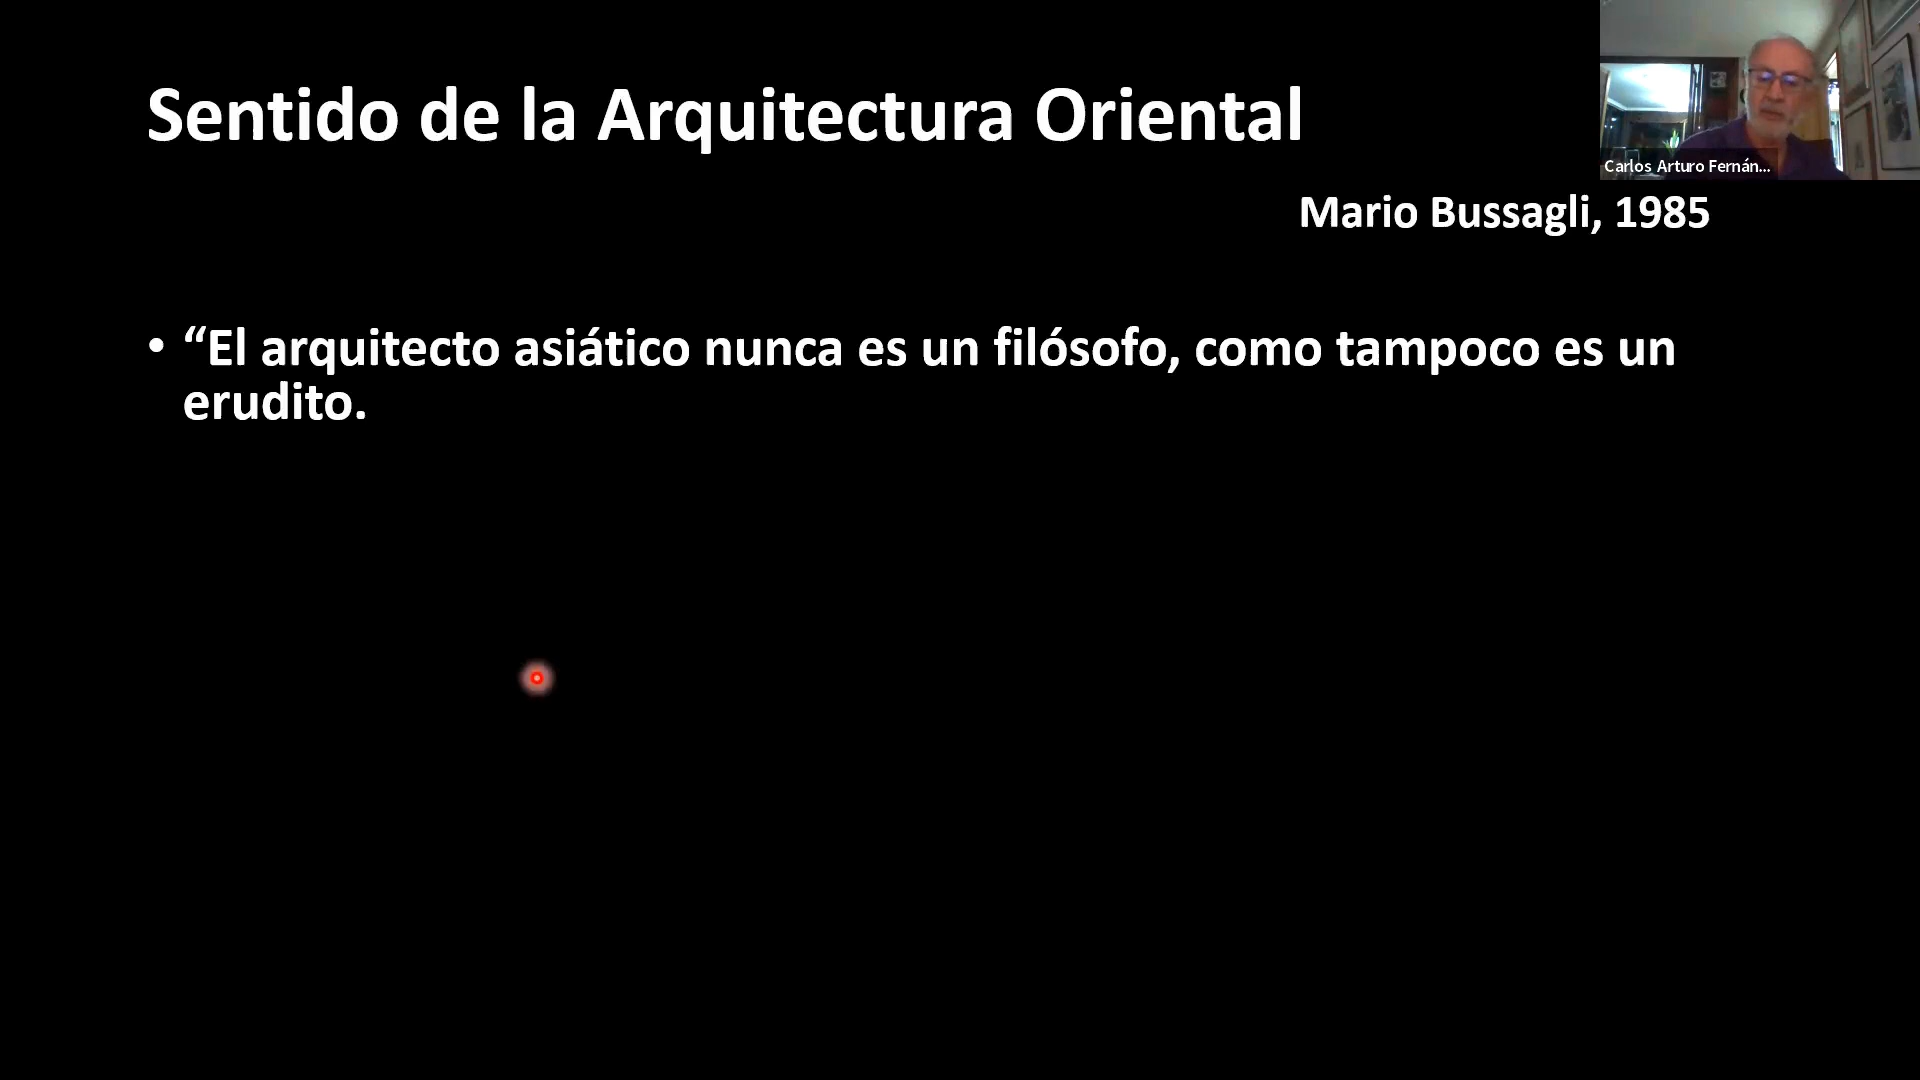 Sentido de la Arquitectura Oriental
Carlos Arturo Fernán...
Mario Bussagli, 1985
• “El arquitecto asiático nunca es un filósofo, como tampoco es un
erudito.